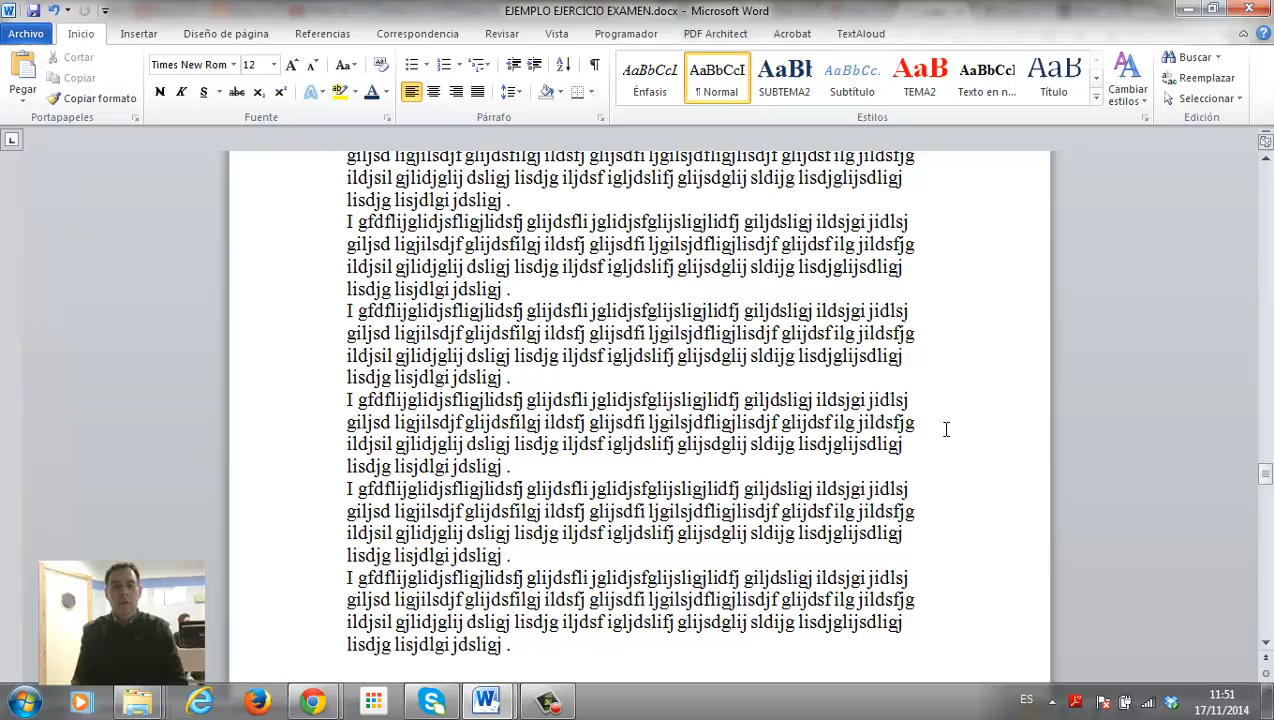 EJEMPLO EJERCICIO EXAMEN.docx - Microsoft Word
Archivo Inicio Insertar Diseño de página Referencias Correspondencia Revisar Vista Programador PDF Architect Acrobat TextAloud
Pegar
Cortar
Copiar
Copiar formato
Portapapeles
Times New Rom 12
Fuente
Párrafo
AaBbCcI AaBbCcI AaBb AaBbCc. AaB AaBbCcl AaB
Énfasis ¶ Normal SUBTEMA2 Subtítulo TEMA2 Texto en n... Título
Cambiar estilos
Estilos
Buscar
Reemplazar
Seleccionar
Edición
giljsd ligjilsdjf glijdsfilgj ildsfj glijsdfi ljgilsjdfligjlisdjf glijdsf ilg jildsfjg
ildjsil gjlidjglij dsligj lisdjg iljdsf igljdslifj glijsdglij sldijg lisdjglijsdligj
lisdjg lisjdlgi jdsligj .
I gfdflijglidjsfligjlidsfj glijdsfli jglidjsfglijsligjlidfj giljdsligj ildsjgi jidlsj
giljsd ligjilsdjf glijdsfilgj ildsfj glijsdfi ljgilsjdfligjlisdjf glijdsf ilg jildsfjg
ildjsil gjlidjglij dsligj lisdjg iljdsf igljdslifj glijsdglij sldijg lisdjglijsdligj
lisdjg lisjdlgi jdsligj .
I gfdflijglidjsfligjlidsfj glijdsfli jglidjsfglijsligjlidfj giljdsligj ildsjgi jidlsj
giljsd ligjilsdjf glijdsfilgj ildsfj glijsdfi ljgilsjdfligjlisdjf glijdsf ilg jildsfjg
ildjsil gjlidjglij dsligj lisdjg iljdsf igljdslifj glijsdglij sldijg lisdjglijsdligj
lisdjg lisjdlgi jdsligj .
I gfdflijglidjsfligjlidsfj glijdsfli jglidjsfglijsligjlidfj giljdsligj ildsjgi jidlsj
giljsd ligjilsdjf glijdsfilgj ildsfj glijsdfi ljgilsjdfligjlisdjf glijdsf ilg jildsfjg
ildjsil gjlidjglij dsligj lisdjg iljdsf igljdslifj glijsdglij sldijg lisdjglijsdligj
lisdjg lisjdlgi jdsligj .
I gfdflijglidjsfligjlidsfj glijdsfli jglidjsfglijsligjlidfj giljdsligj ildsjgi jidlsj
giljsd ligjilsdjf glijdsfilgj ildsfj glijsdfi ljgilsjdfligjlisdjf glijdsf ilg jildsfjg
ildjsil gjlidjglij dsligj lisdjg iljdsf igljdslifj glijsdglij sldijg lisdjglijsdligj
lisdjg lisjdlgi jdsligj .
I gfdflijglidjsfligjlidsfj glijdsfli jglidjsfglijsligjlidfj giljdsligj ildsjgi jidlsj
giljsd ligjilsdjf glijdsfilgj ildsfj glijsdfi ljgilsjdfligjlisdjf glijdsf ilg jildsfjg
ildjsil gjlidjglij dsligj lisdjg iljdsf igljdslifj glijsdglij sldijg lisdjglijsdligj
lisdjg lisjdlgi jdsligj .
ES
11:51
17/11/2014